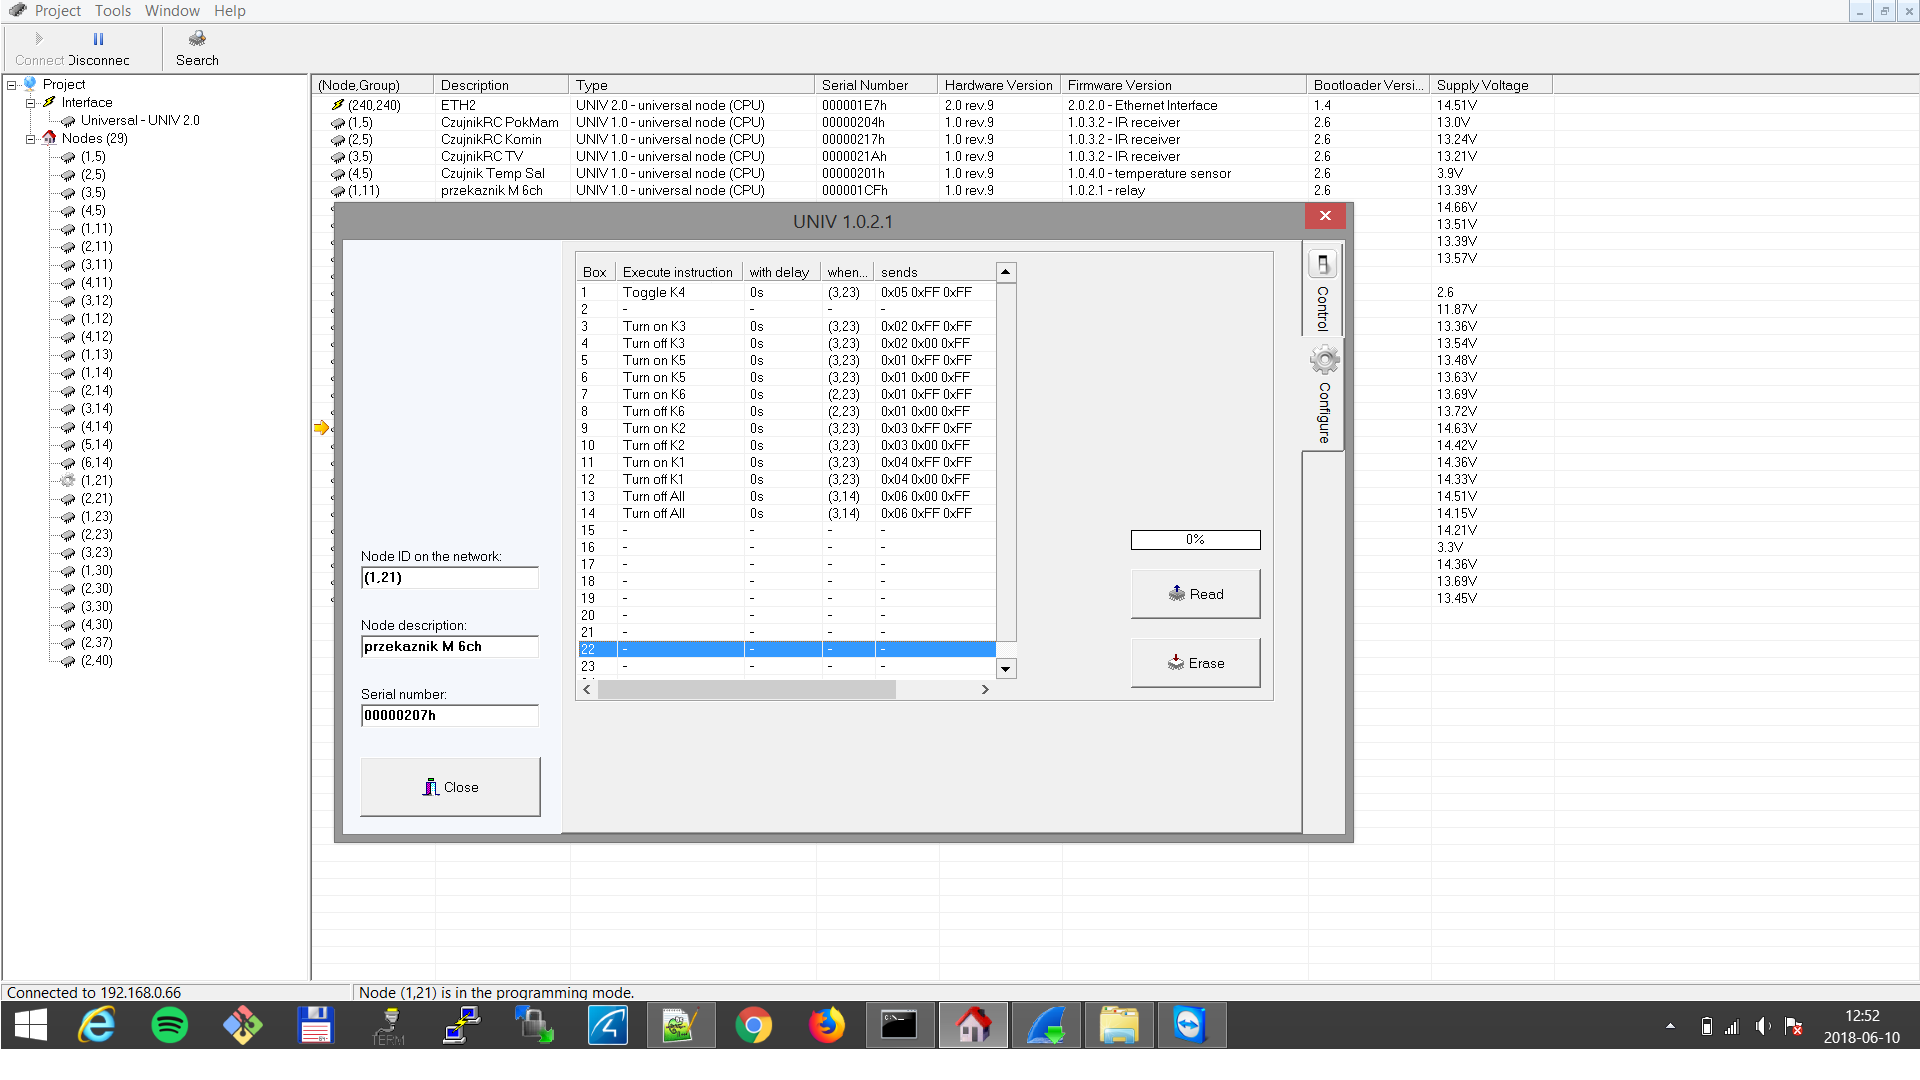 Project Tools Window Help
Connect Disconnec Search
Project
Interface
Universal - UNIV 2.0
Nodes (29)
(1,5)
(2,5)
(3,5)
(4,5)
(1,11)
(2,11)
(3,11)
(4,11)
(3,12)
(1,12)
(4,12)
(1,13)
(1,14)
(2,14)
(3,14)
(4,14)
(5,14)
(6,14)
(1,21)
(2,21)
(1,23)
(2,23)
(3,23)
(1,30)
(2,30)
(3,30)
(4,30)
(2,37)
(2,40)
(Node,Group) Description Type Serial Number Hardware Version Firmware Version Bootloader Versi... Supply Voltage
(240,240) ETH2 UNIV 2.0 - universal node (CPU) 000001E7h 2.0 rev.9 2.0.2.0 - Ethernet Interface 1.4 14.51V
(1,5) CzujnikRC PokMam UNIV 1.0 - universal node (CPU) 00000204h 1.0 rev.9 1.0.3.2 - IR receiver 2.6 13.0V
(2,5) CzujnikRC Komin UNIV 1.0 - universal node (CPU) 00000217h 1.0 rev.9 1.0.3.2 - IR receiver 2.6 13.24V
(3,5) CzujnikRC TV UNIV 1.0 - universal node (CPU) 0000021Ah 1.0 rev.9 1.0.3.2 - IR receiver 2.6 13.21V
(4,5) Czujnik Temp Sal UNIV 1.0 - universal node (CPU) 00000201h 1.0 rev.9 1.0.4.0 - temperature sensor 2.6 3.9V
(1,11) przekaznik M 6ch UNIV 1.0 - universal node (CPU) 000001CFh 1.0 rev.9 1.0.2.1 - relay 2.6 13.39V
14.66V
13.51V
13.39V
13.57V
2.6
11.87V
13.36V
13.54V
13.48V
13.63V
13.69V
13.72V
14.63V
14.42V
14.36V
14.33V
14.51V
14.15V
14.21V
3.3V
14.36V
13.69V
13.45V
UNIV 1.0.2.1
Node ID on the network:
(1,21)
Node description:
przekaznik M 6ch
Serial number:
00000207h
Close
Box Execute instruction with delay when... sends
1 Toggle K4 0s (3,23) 0x05 0xFF 0xFF
2 - - - -
3 Turn on K3 0s (3,23) 0x02 0xFF 0xFF
4 Turn off K3 0s (3,23) 0x02 0x00 0xFF
5 Turn on K5 0s (3,23) 0x01 0xFF 0xFF
6 Turn on K5 0s (3,23) 0x01 0x00 0xFF
7 Turn on K6 0s (2,23) 0x01 0xFF 0xFF
8 Turn off K6 0s (2,23) 0x01 0x00 0xFF
9 Turn on K2 0s (3,23) 0x03 0xFF 0xFF
10 Turn off K2 0s (3,23) 0x03 0x00 0xFF
11 Turn on K1 0s (3,23) 0x04 0xFF 0xFF
12 Turn off K1 0s (3,23) 0x04 0x00 0xFF
13 Turn off All 0s (3,14) 0x06 0x00 0xFF
14 Turn off All 0s (3,14) 0x06 0xFF 0xFF
15 - - - -
16 - - - -
17 - - - -
18 - - - -
19 - - - -
20 - - - -
21 - - - -
22 - - - -
23 - - - -
0%
Read
Erase
Control
Configure
Connected to 192.168.0.66 Node (1,21) is in the programming mode.
TERM
12:52
2018-06-10